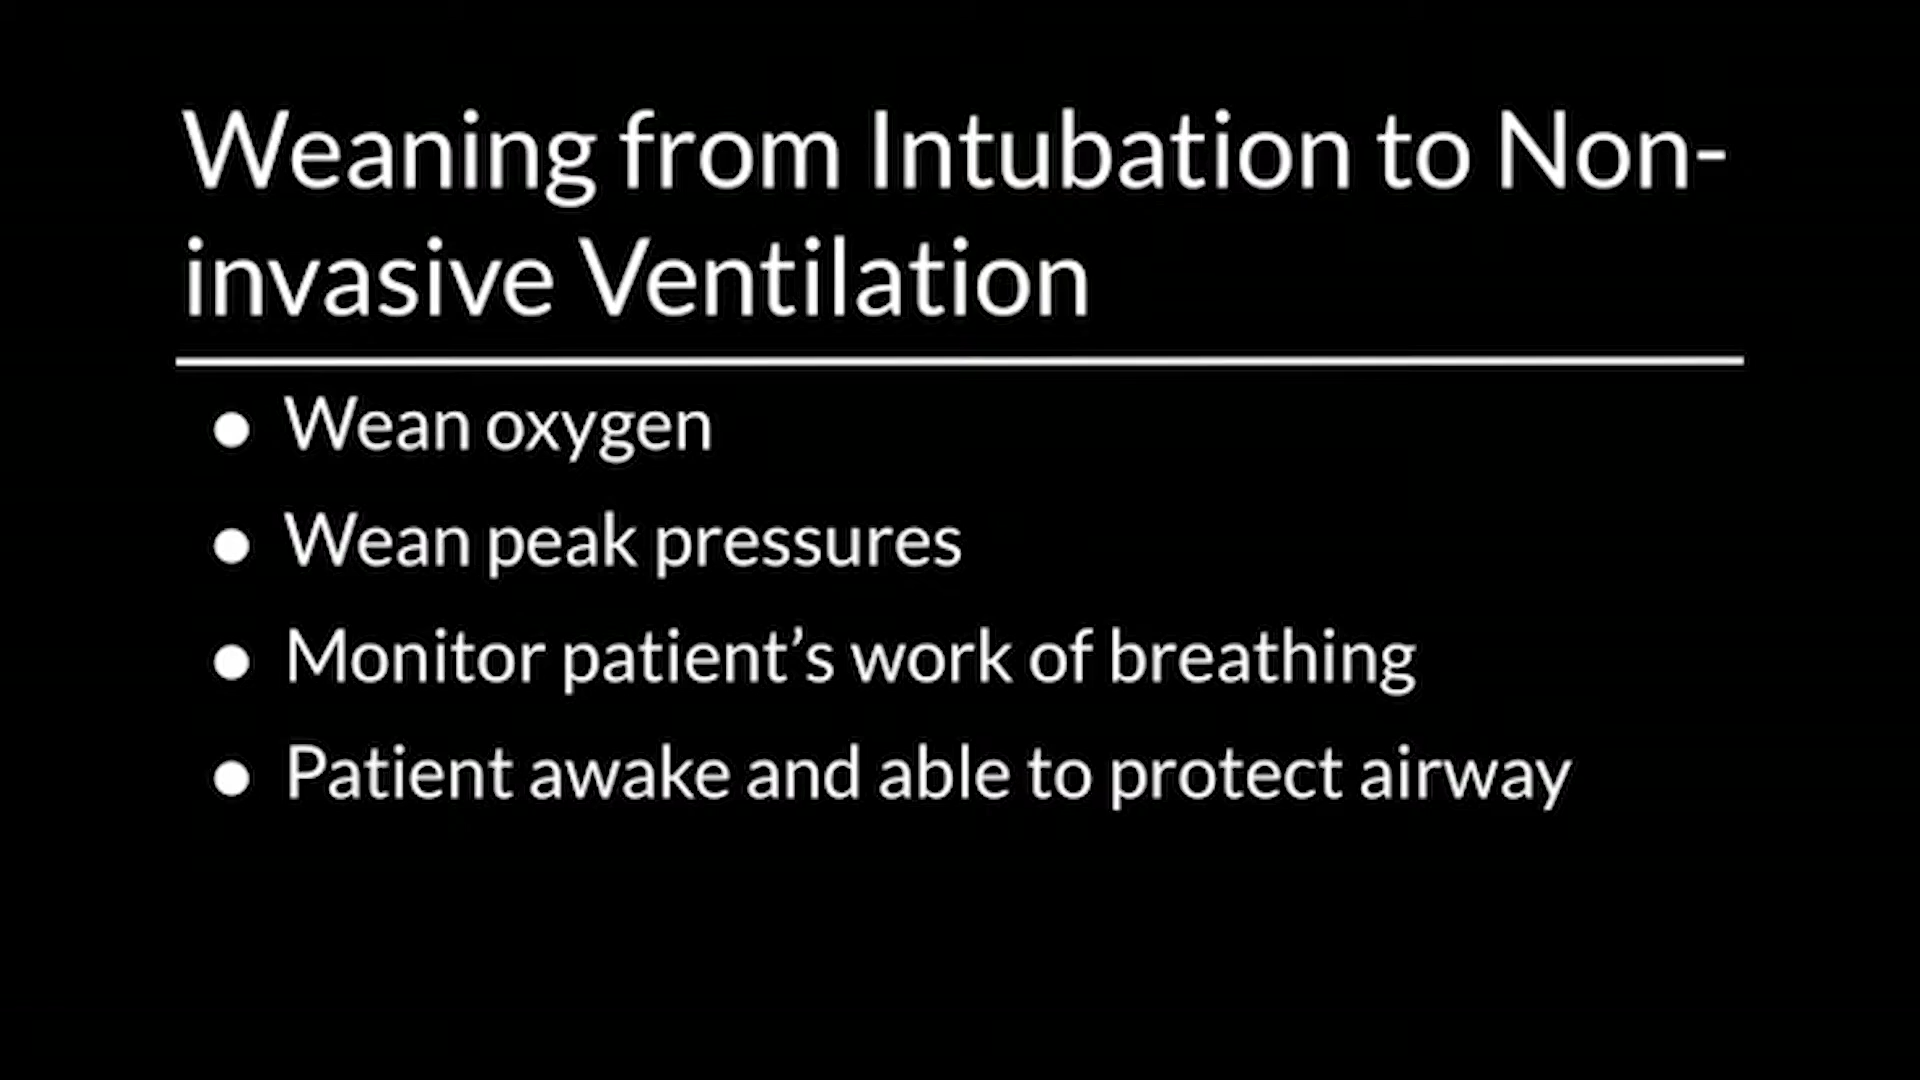 Weaning from Intubation to Non-
invasive Ventilation
● Wean oxygen
● Wean peak pressures
● Monitor patient’s work of breathing
● Patient awake and able to protect airway